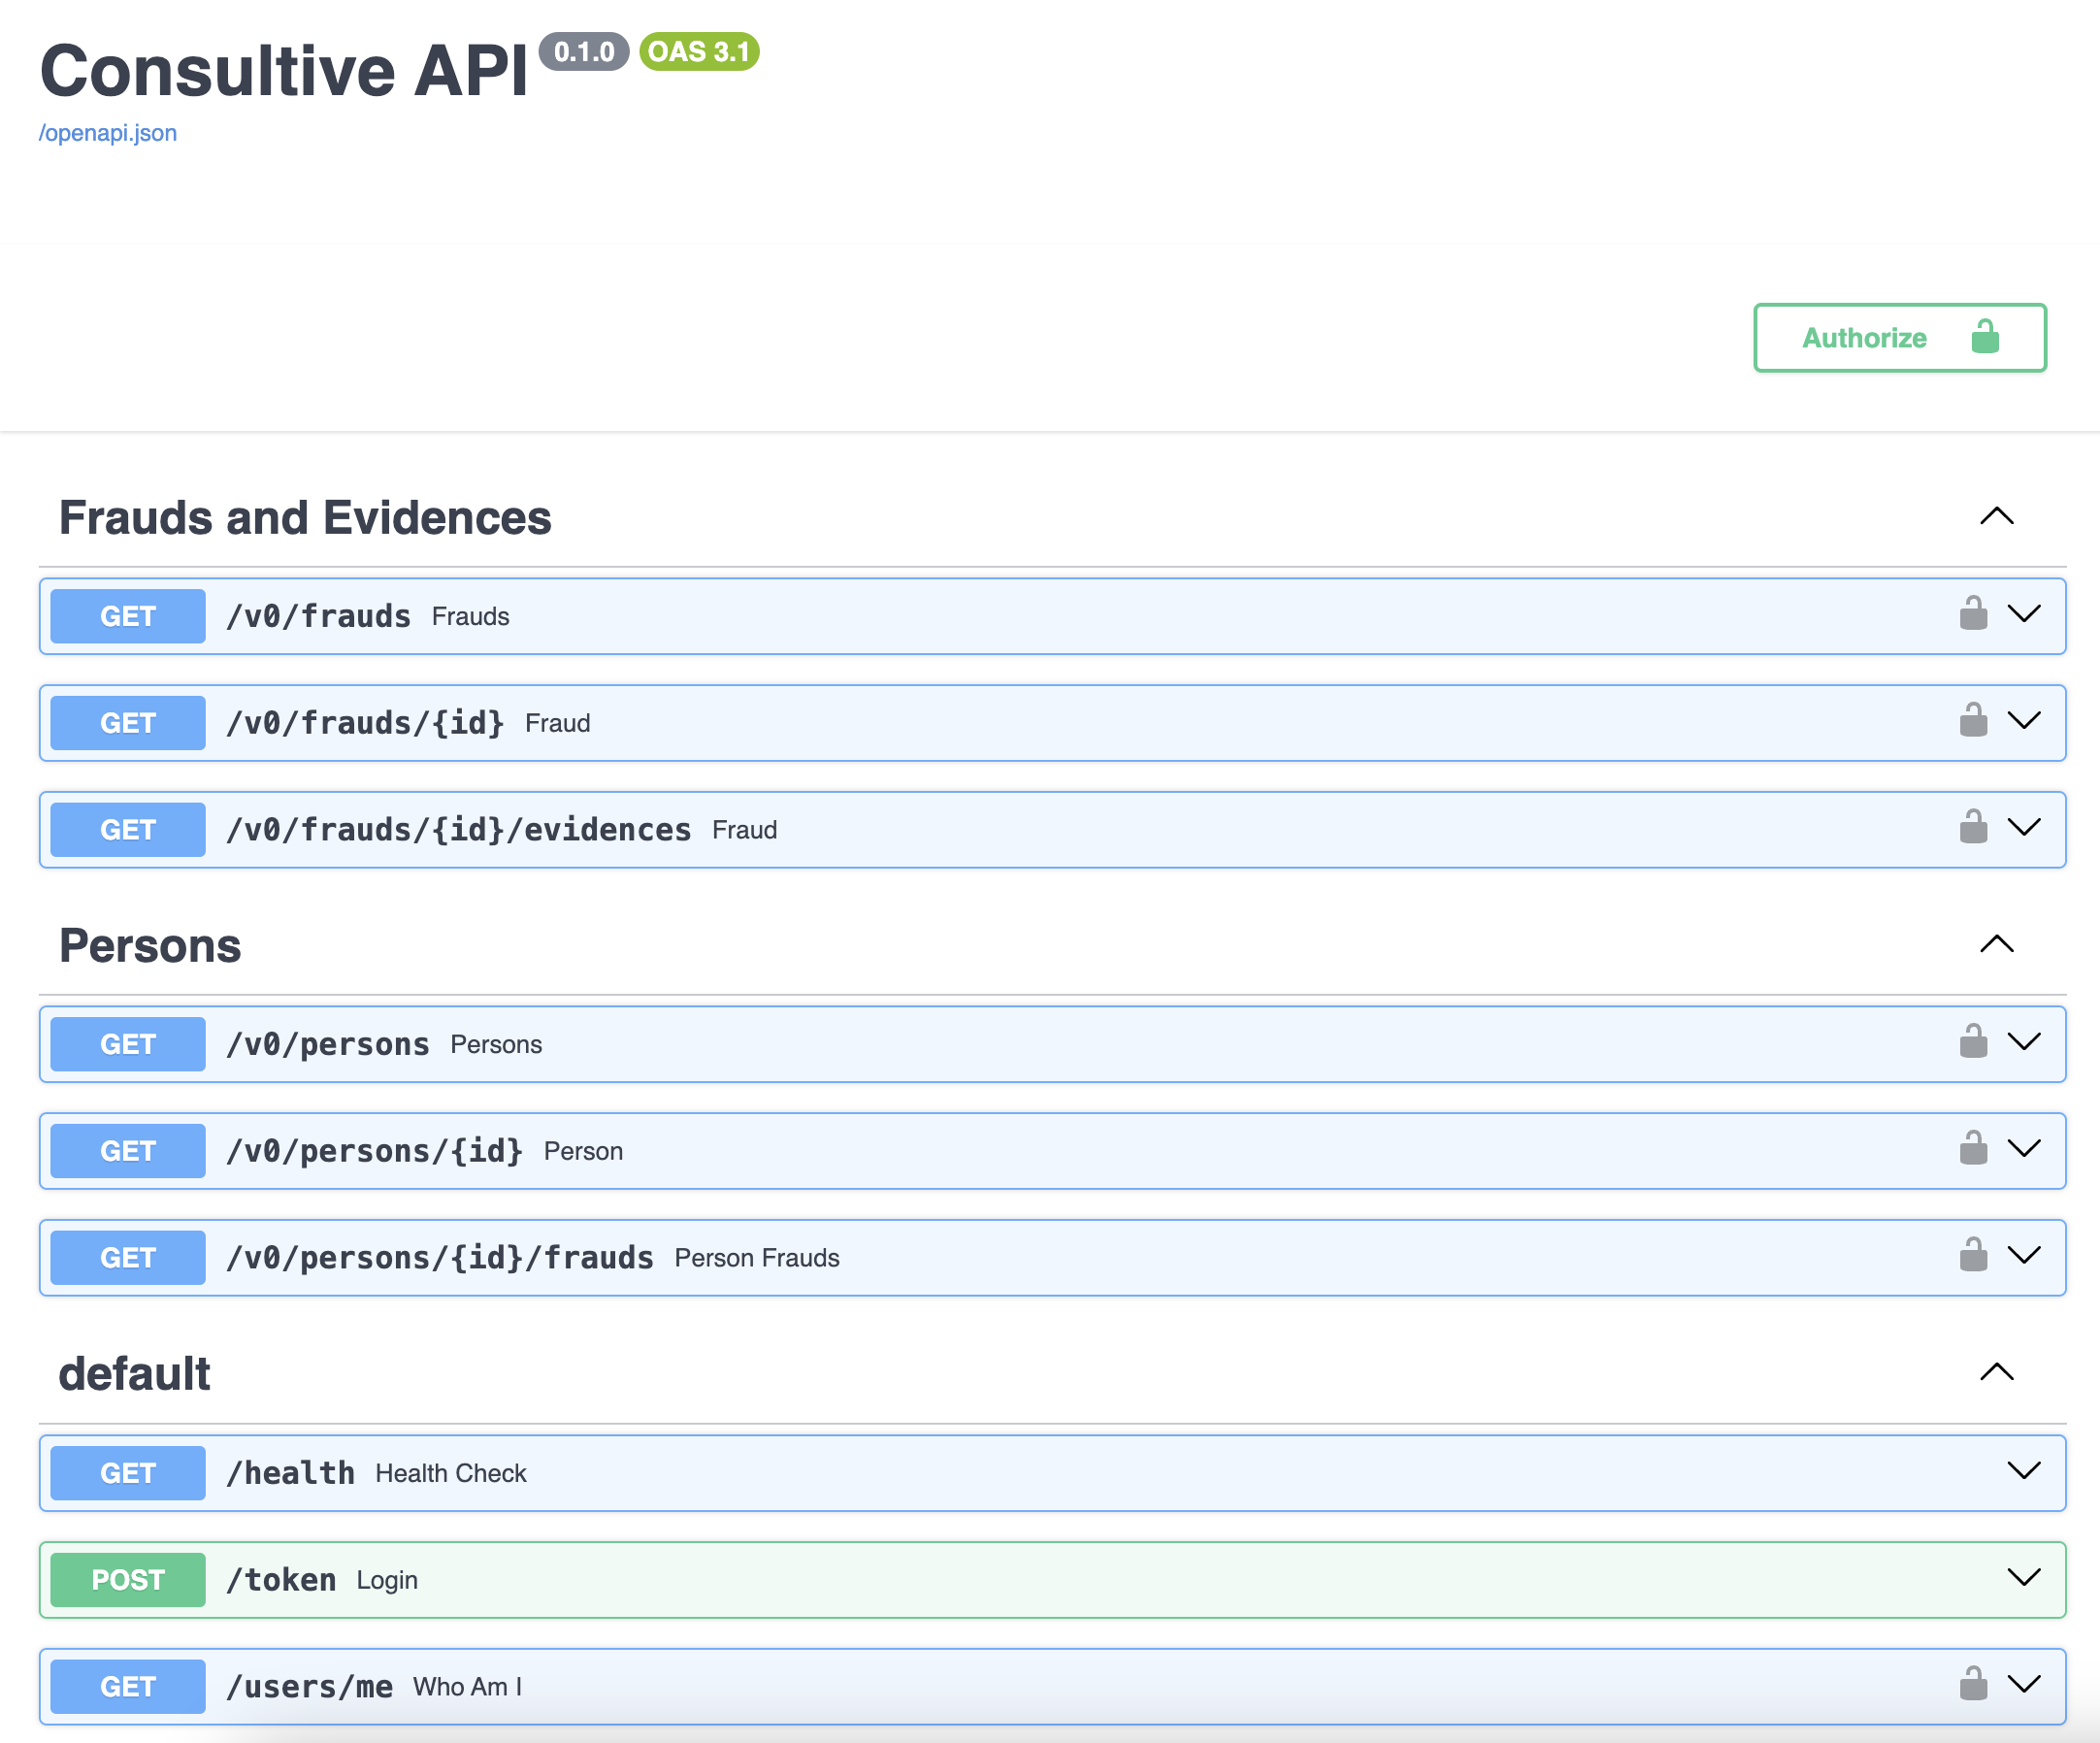 Consultive API 0.1.0 OAS 3.1
/openapi.json
Authorize
Frauds and Evidences
GET /v0/frauds Frauds
GET /v0/frauds/{id} Fraud
GET /v0/frauds/{id}/evidences Fraud
Persons
GET /v0/persons Persons
GET /v0/persons/{id} Person
GET /v0/persons/{id}/frauds Person Frauds
default
GET /health Health Check
POST /token Login
GET /users/me Who Am I